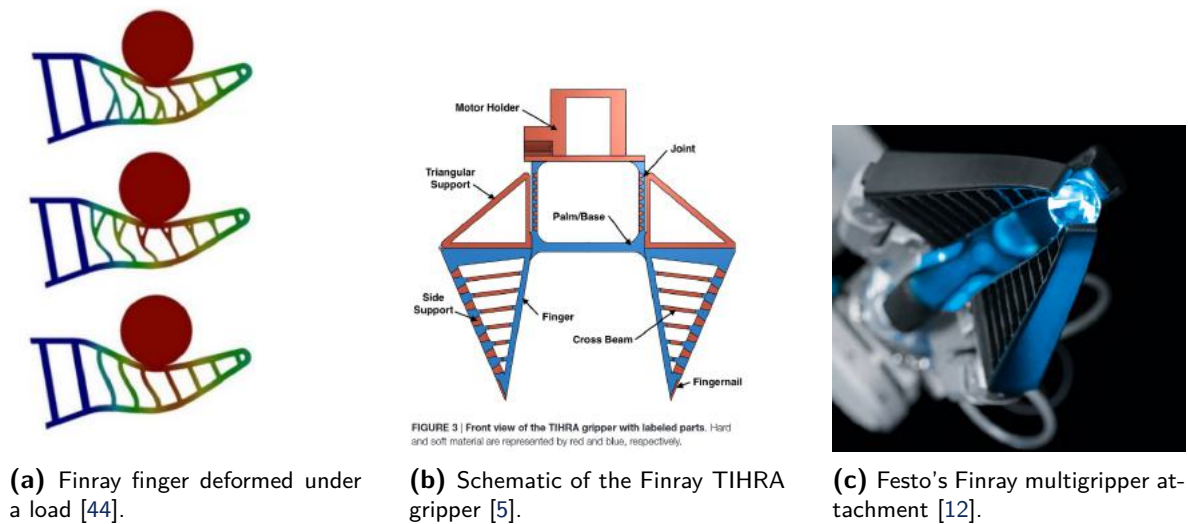 Motor Holder
Joint
Triangular
Support
Palm/Base
Side
Support
Finger
Cross Beam
Fingernail
FIGURE 3 | Front view of the TIHRA gripper with labeled parts. Hard
and soft material are represented by red and blue, respectively.
(a) Finray finger deformed under
a load [44].
(b) Schematic of the Finray TIHRA
gripper [5].
(c) Festo's Finray multigripper at-
tachment [12].